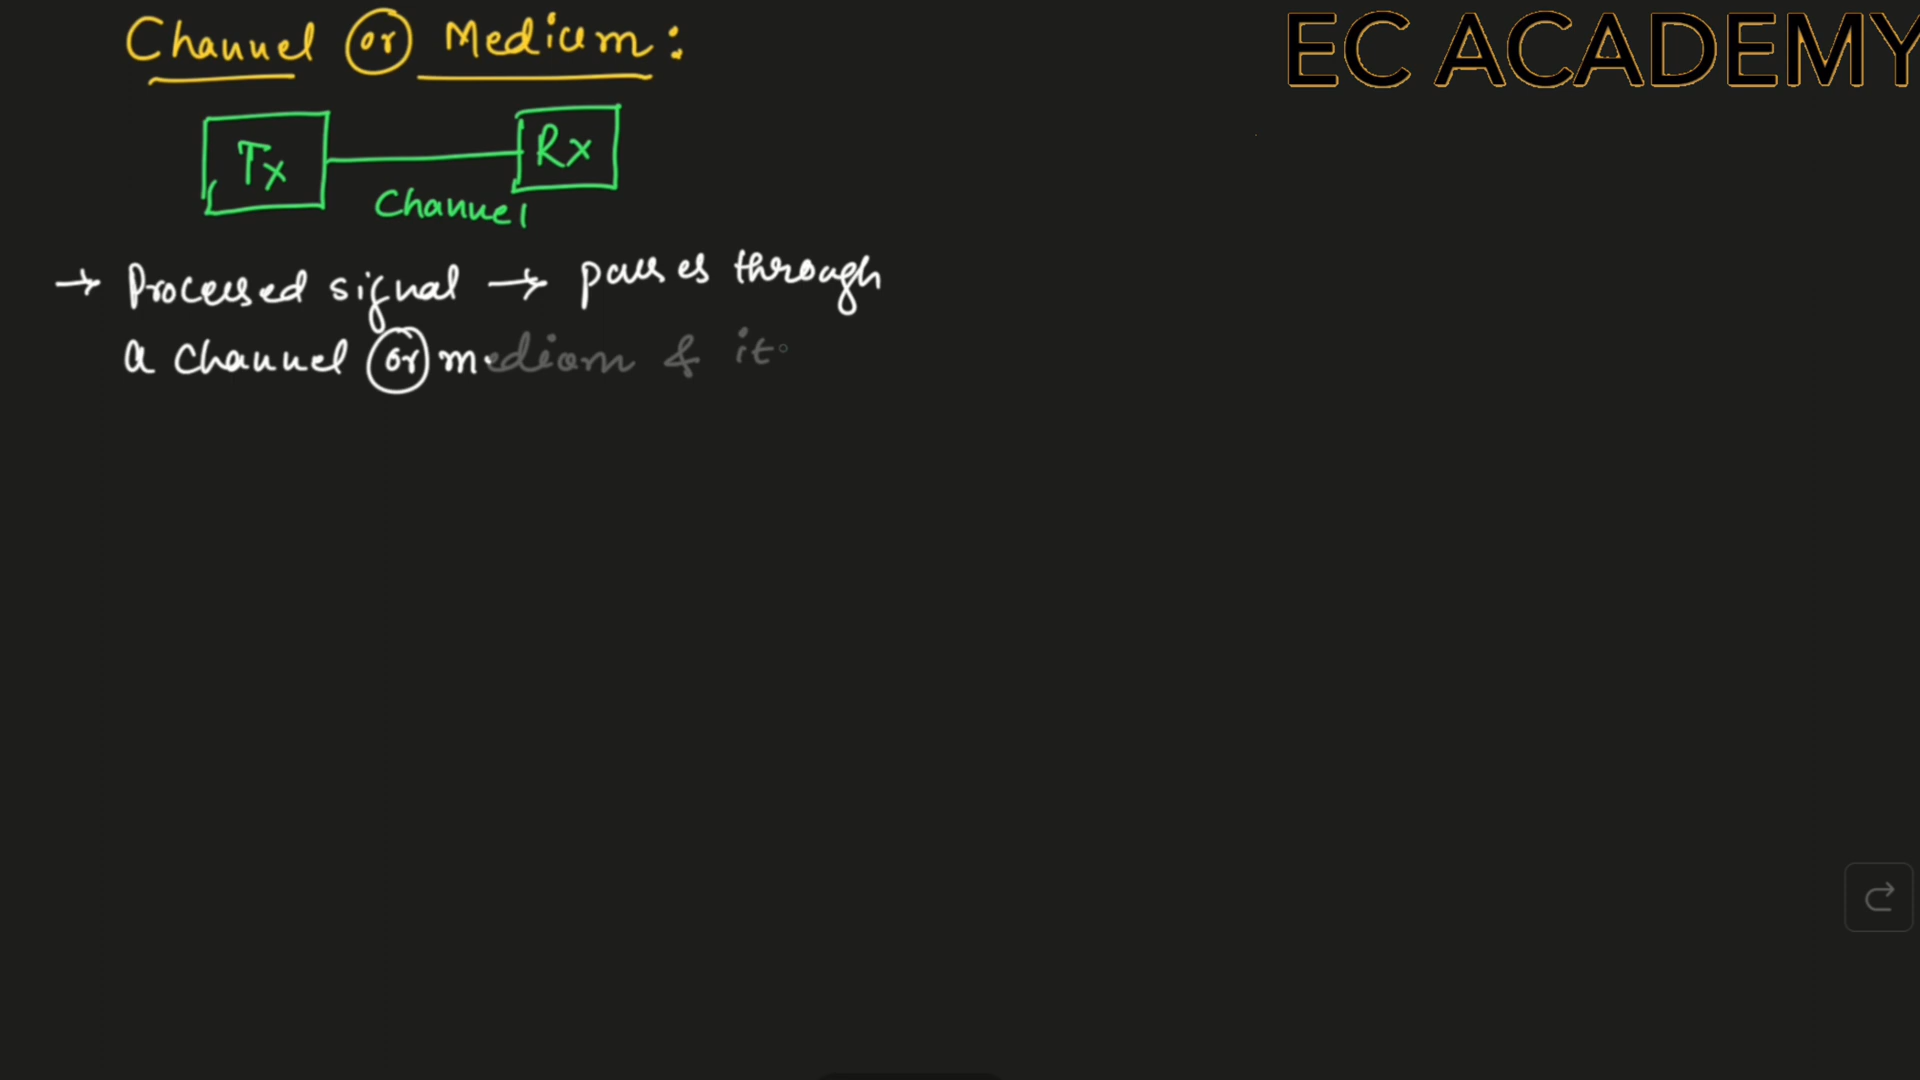 Channel or Medium :
EC ACADEMY
Tx
Rx
Channel
→ Processed signal → passes through
a channel or medium & it